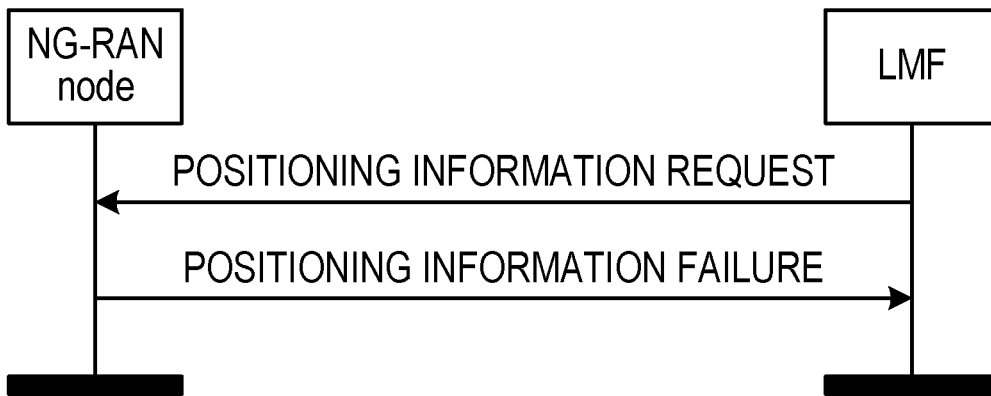 NG-RAN
node
LMF
POSITIONING INFORMATION REQUEST
POSITIONING INFORMATION FAILURE